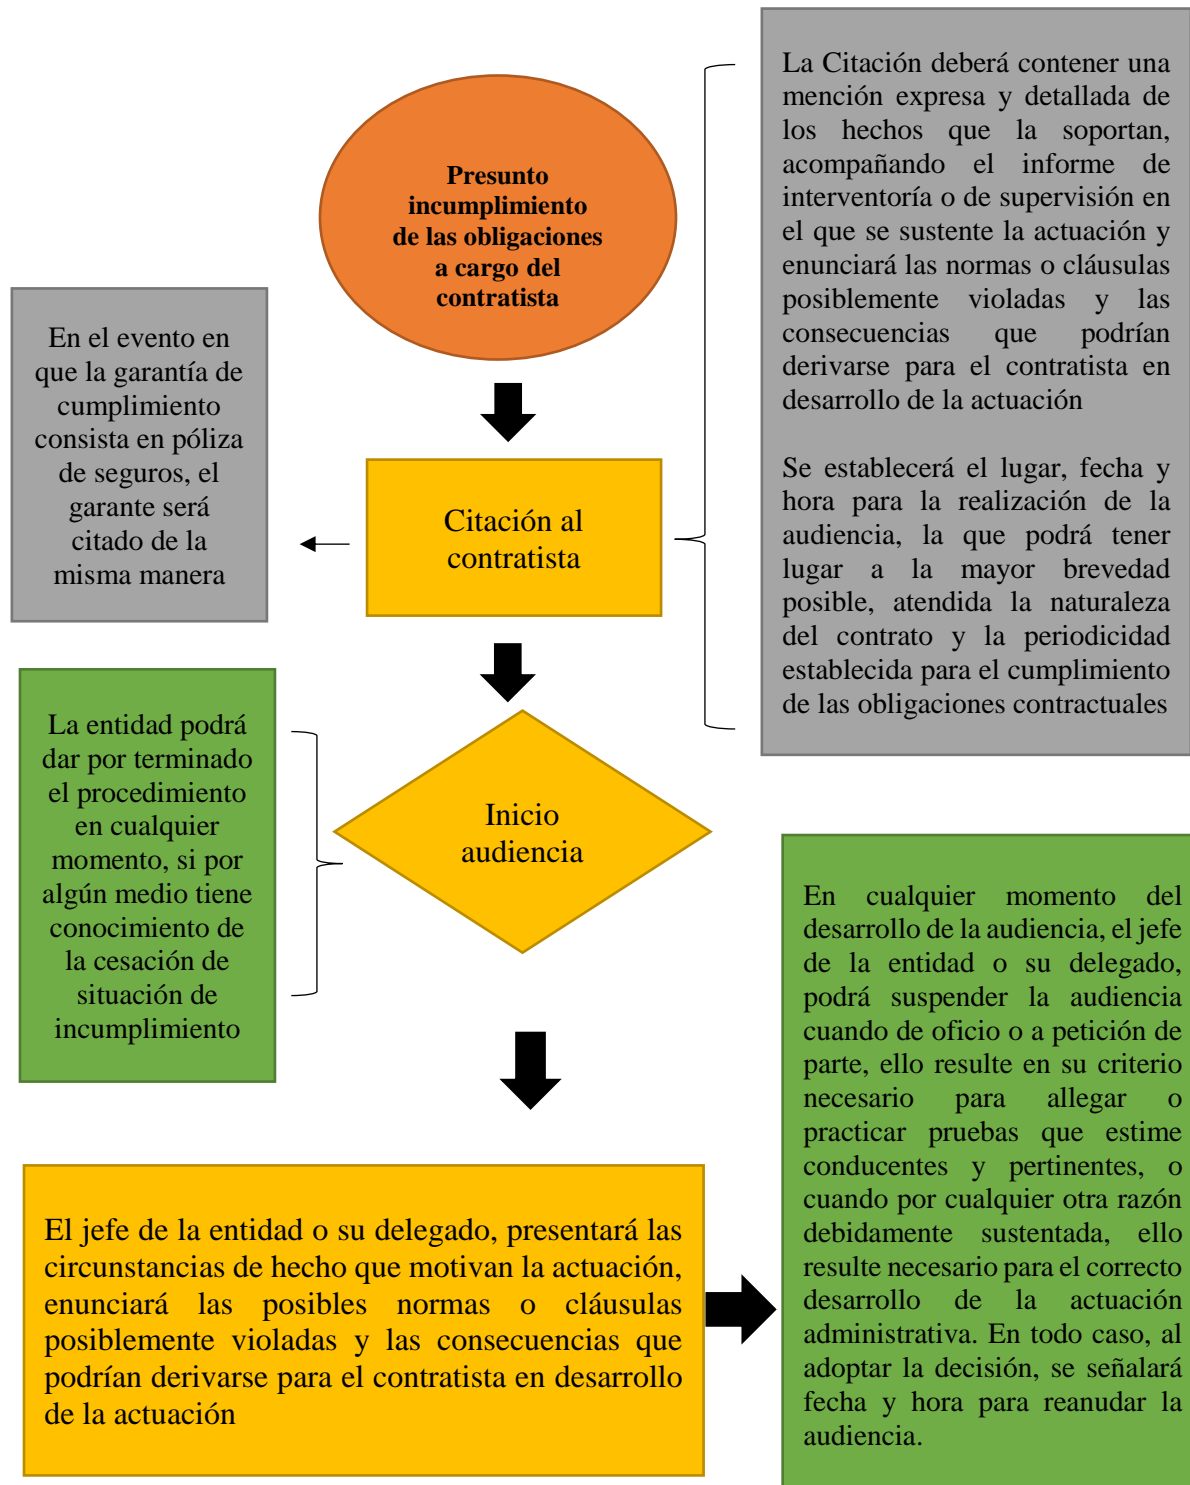 Presunto
incumplimiento
de las obligaciones
a cargo del
contratista
La Citación deberá contener una
mención expresa y detallada de
los hechos que la soportan,
acompañando el informe de
interventoría o de supervisión en
el que se sustente la actuación y
enunciará las normas o cláusulas
posiblemente violadas y las
consecuencias que podrían
derivarse para el contratista en
desarrollo de la actuación
Se establecerá el lugar, fecha y
hora para la realización de la
audiencia, la que podrá tener
lugar a la mayor brevedad
posible, atendida la naturaleza
del contrato y la periodicidad
establecida para el cumplimiento
de las obligaciones contractuales
En el evento en
que la garantía de
cumplimiento
consista en póliza
de seguros, el
garante será
citado de la
misma manera
Citación al
contratista
La entidad podrá
dar por terminado
el procedimiento
en cualquier
momento, si por
algún medio tiene
conocimiento de
la cesación de
situación de
incumplimiento
Inicio
audiencia
El jefe de la entidad o su delegado, presentará las
circunstancias de hecho que motivan la actuación,
enunciará las posibles normas o cláusulas
posiblemente violadas y las consecuencias que
podrían derivarse para el contratista en desarrollo
de la actuación
En cualquier momento del
desarrollo de la audiencia, el jefe
de la entidad o su delegado,
podrá suspender la audiencia
cuando de oficio o a petición de
parte, ello resulte en su criterio
necesario para allegar o
practicar pruebas que estime
conducentes y pertinentes, o
cuando por cualquier otra razón
debidamente sustentada, ello
resulte necesario para el correcto
desarrollo de la actuación
administrativa. En todo caso, al
adoptar la decisión, se señalará
fecha y hora para reanudar la
audiencia.